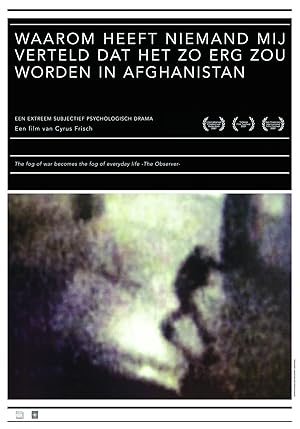 WAAROM HEEFT NIEMAND MIJ
VERTELD DAT HET ZO ERG ZOU
WORDEN IN AFGHANISTAN
EEN EXTREEM SUBJECTIEF PSYCHOLOGISCH DRAMA
Een film van Cyrus Frisch
The fog of war becomes the fog of everyday life -The Observer-